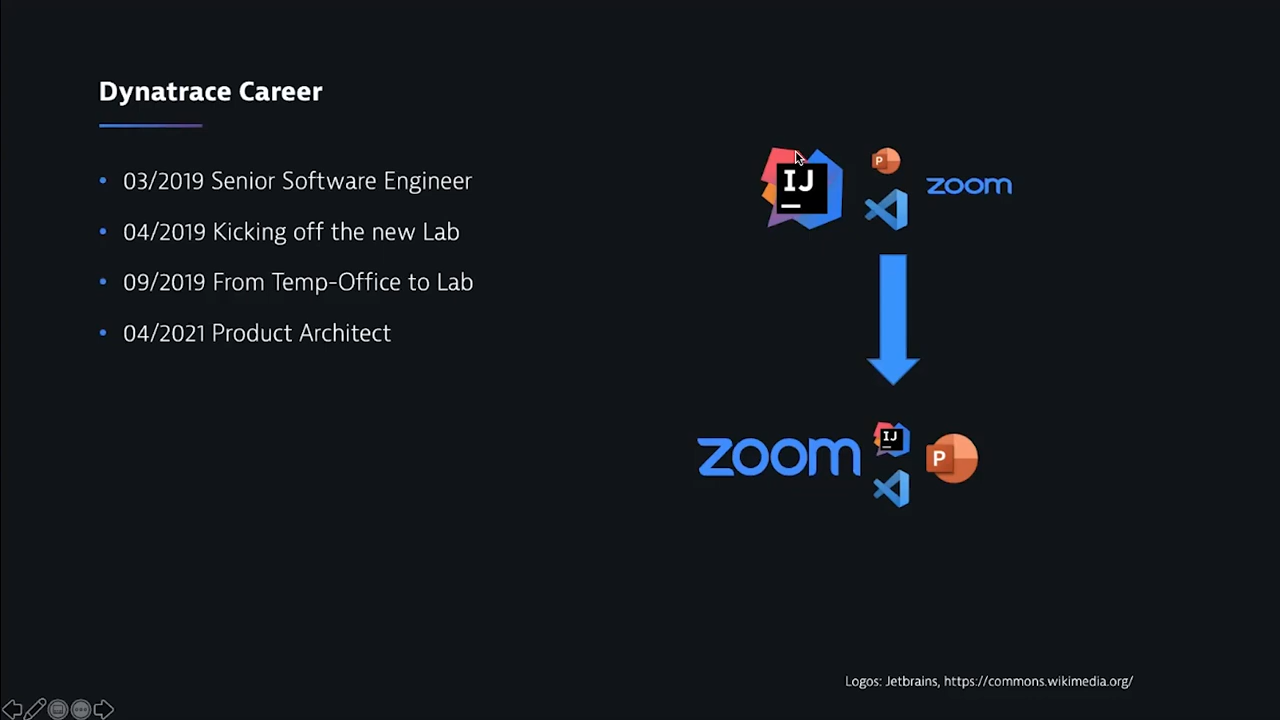 Dynatrace Career
• 03/2019 Senior Software Engineer
• 04/2019 Kicking off the new Lab
• 09/2019 From Temp-Office to Lab
• 04/2021 Product Architect
IJ
P
zoom
zoom
IJ
P
Logos: Jetbrains, https://commons.wikimedia.org/